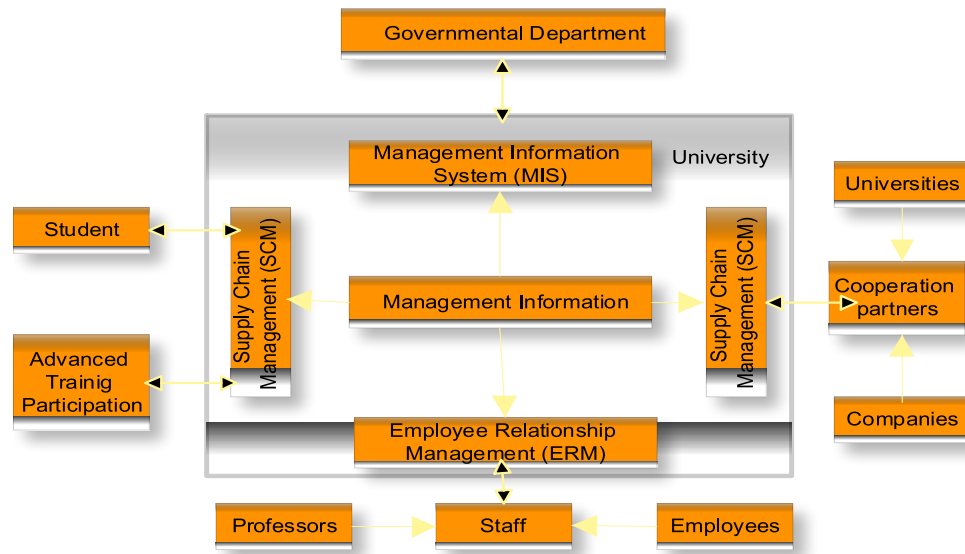 Governmental Department
Management Information
System (MIS)
University
Universities
Student
Supply Chain
Management (SCM)
Supply Chain
Management (SCM)
Management Information
Cooperation
partners
Advanced
Trainig
Participation
Companies
Employee Relationship
Management (ERM)
Professors
Staff
Employees